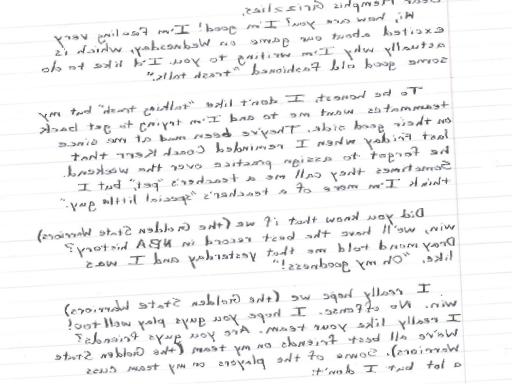 Dear Memphis Grizzlies,
Hi, how are you? I'm good! I'm feeling very
excited about our game on Wednesday, which is
actually why I'm writing to you. I'd like to do
some good old fashioned "trash talk."
To be honest, I don't like "talking trash" but my
teammates want me to and I'm trying to get back
on their good side. They've been mad at me since
last Friday when I reminded Coach Kerr that
he forgot to assign practice over the weekend.
Sometimes they call me a teacher's "pet," but I
think I'm more of a teacher's "special little guy."
Did you know that if we (the Golden State Warriors)
win, we'll have the best record in NBA history?
Draymond told me that yesterday and I was
like, "Oh my goodness!"
I really hope we (the Golden State Warriors)
win. No offense. I hope you guys play well too!
I really like your team. Are you guys friends?
We're all best friends on my team (the Golden State
Warriors). Some of the players on my team cuss
a lot but I don't.